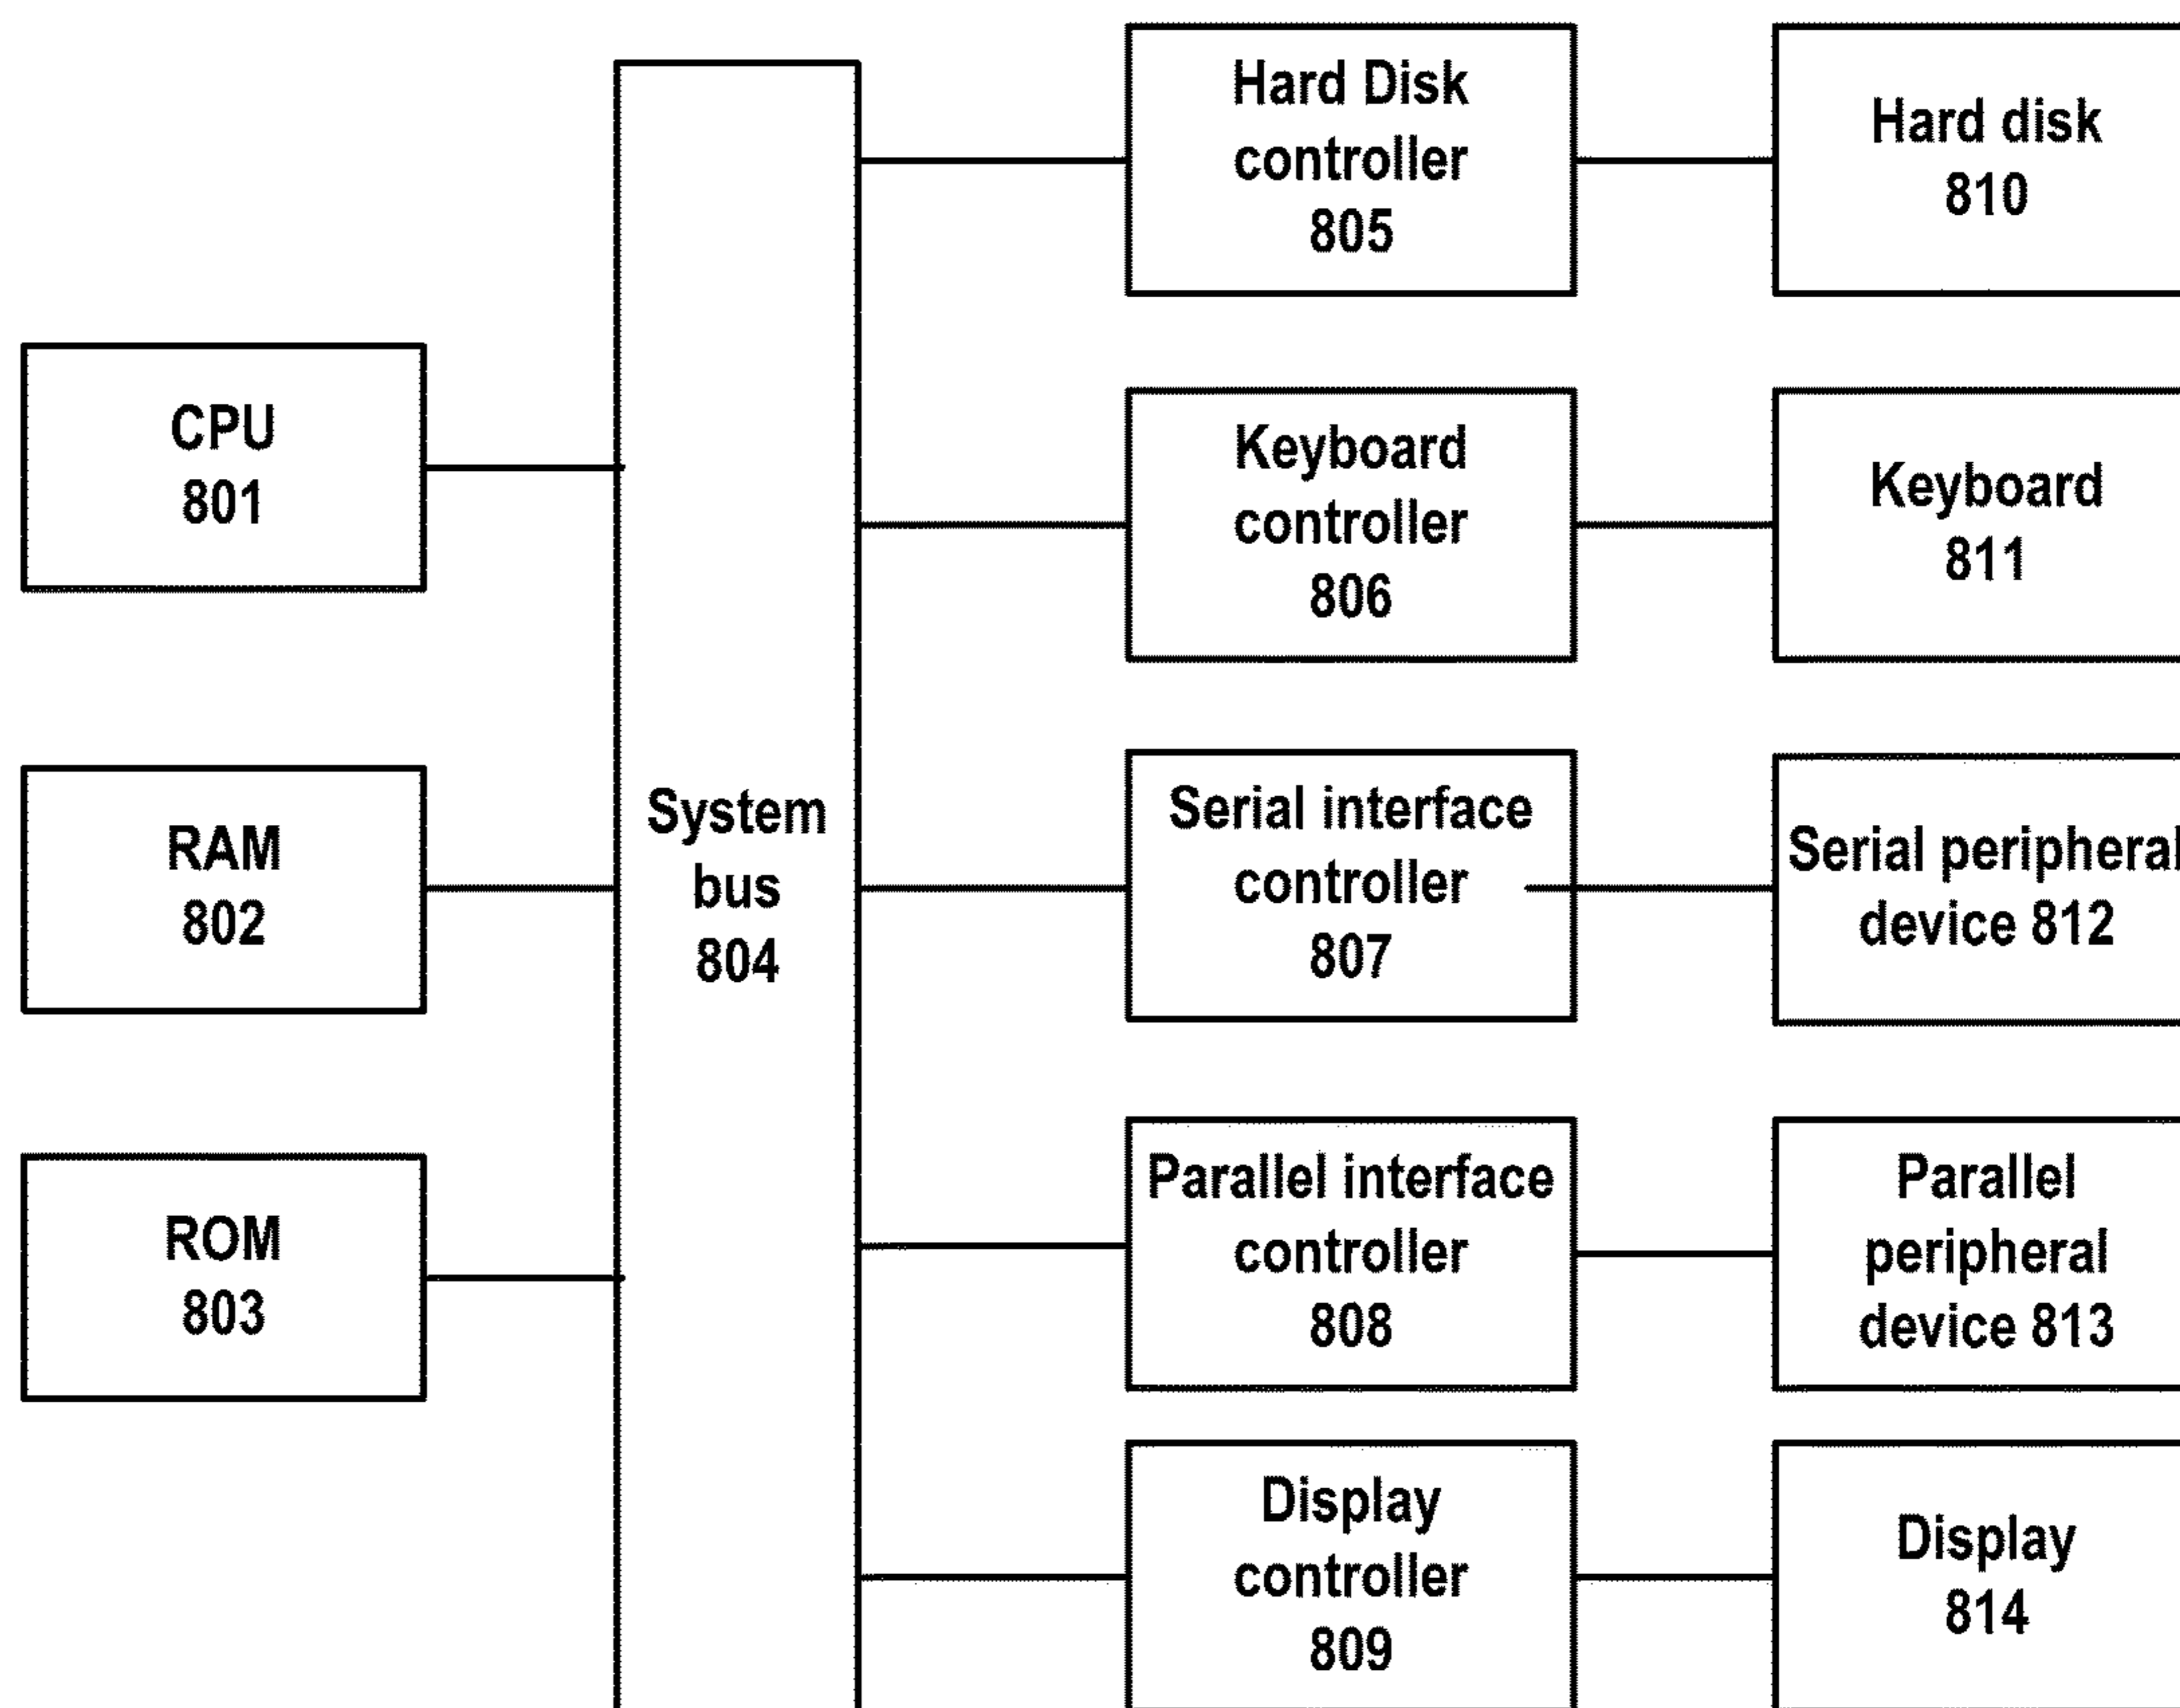 CPU
801
RAM
802
ROM
803
System
bus
804
Hard Disk
controller
805
Keyboard
controller
806
Serial interface
controller
807
Parallel interface
controller
808
Display
controller
809
Hard disk
810
Keyboard
811
Serial peripheral
device 812
Parallel
peripheral
device 813
Display
814